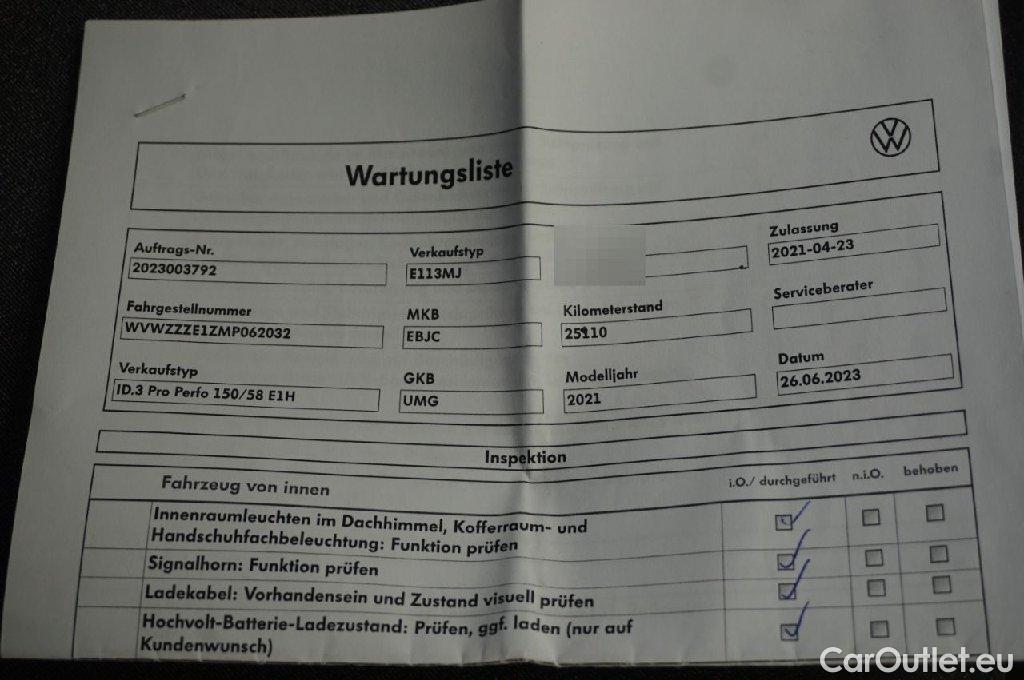 Wartungsliste
Auftrags-Nr.
2023003792
Verkaufstyp
E113MJ
Zulassung
2021-04-23
Fahrgestellnummer
WVWZZZE1ZMP062032
MKB
EBJC
Kilometerstand
25110
Serviceberater
Verkaufstyp
ID.3 Pro Perfo 150/58 E1H
GKB
UMG
Modelljahr
2021
Datum
26.06.2023
Inspektion
Fahrzeug von innen
i.O./ durchgeführt
n.i.O.
behoben
Innenraumleuchten im Dachhimmel, Kofferraum- und
Handschuhfachbeleuchtung: Funktion prüfen
Signalhorn: Funktion prüfen
Ladekabel: Vorhandensein und Zustand visuell prüfen
Hochvolt-Batterie-Ladezustand: Prüfen, ggf. laden (nur auf
Kundenwunsch)
CarOutlet.eu